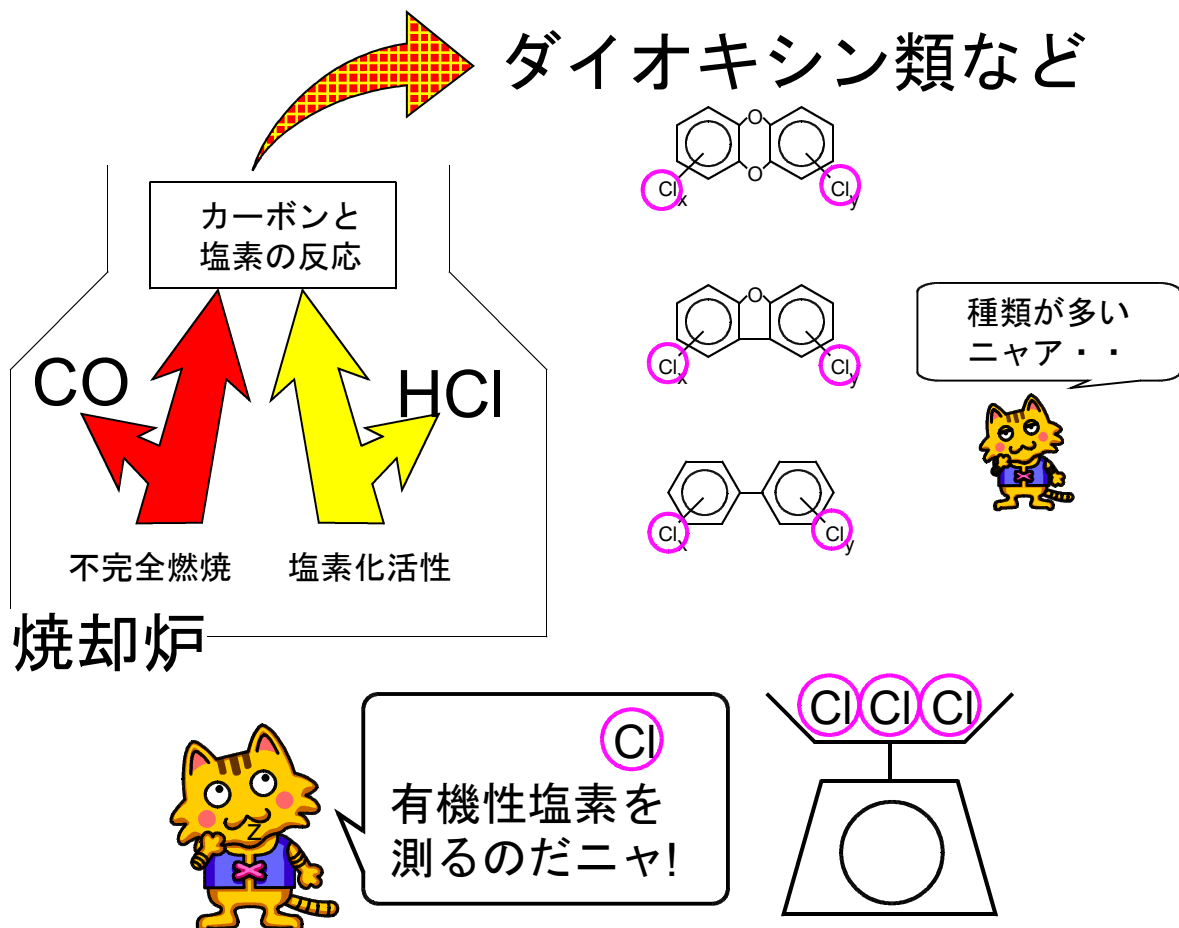 ダイオキシン類など
カーボンと
塩素の反応
CO
HCl
不完全燃焼
塩素化活性
焼却炉
O
O
Clx
Cly
O
Clx
Cly
Clx
Cly
種類が多い
ニャア・・
Cl
有機性塩素を
測るのだニャ!
z
Cl Cl Cl